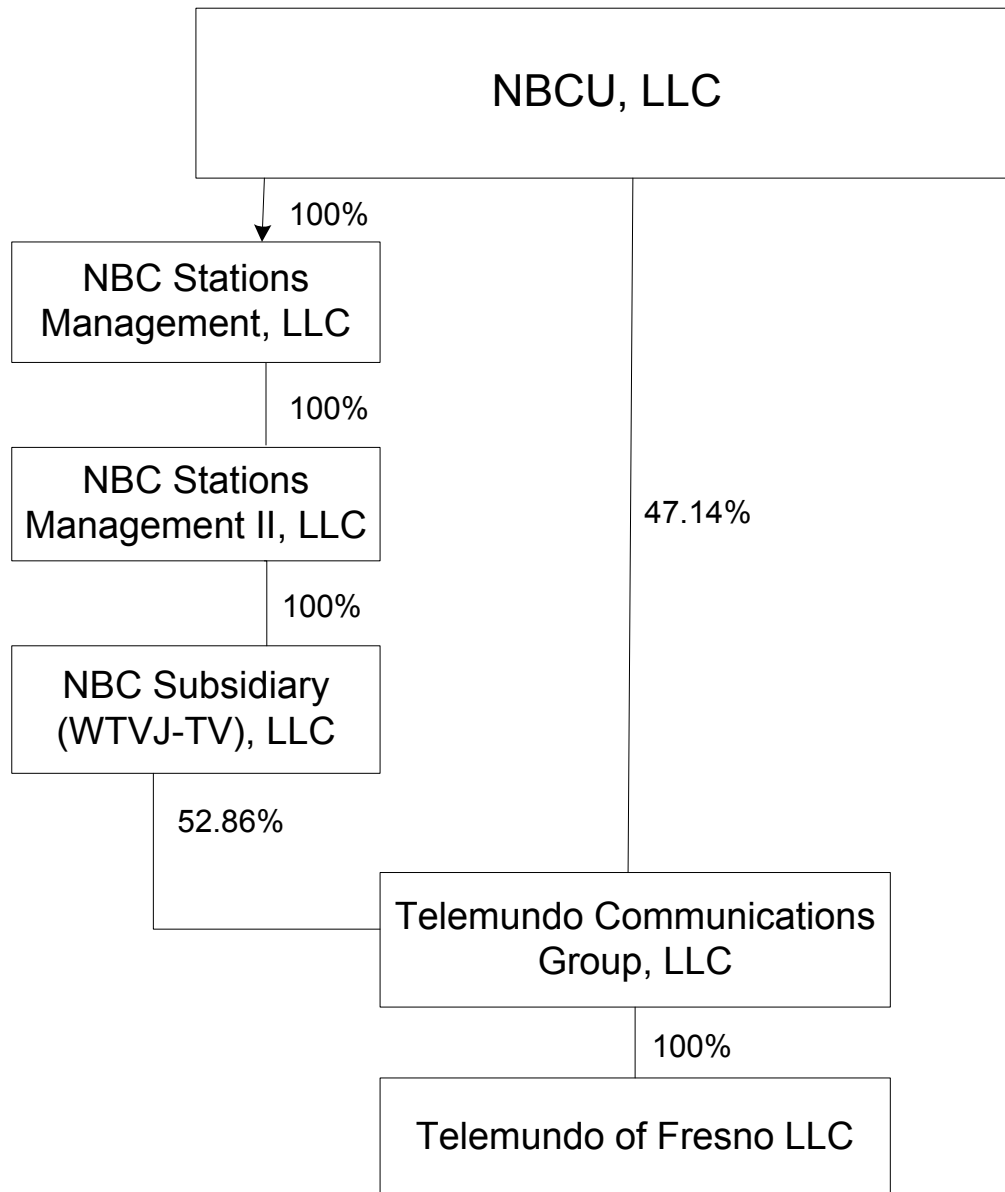 NBCU, LLC
100%
NBC Stations
Management, LLC
100%
NBC Stations
Management II, LLC
47.14%
100%
NBC Subsidiary
(WTVJ-TV), LLC
52.86%
Telemundo Communications
Group, LLC
100%
Telemundo of Fresno LLC